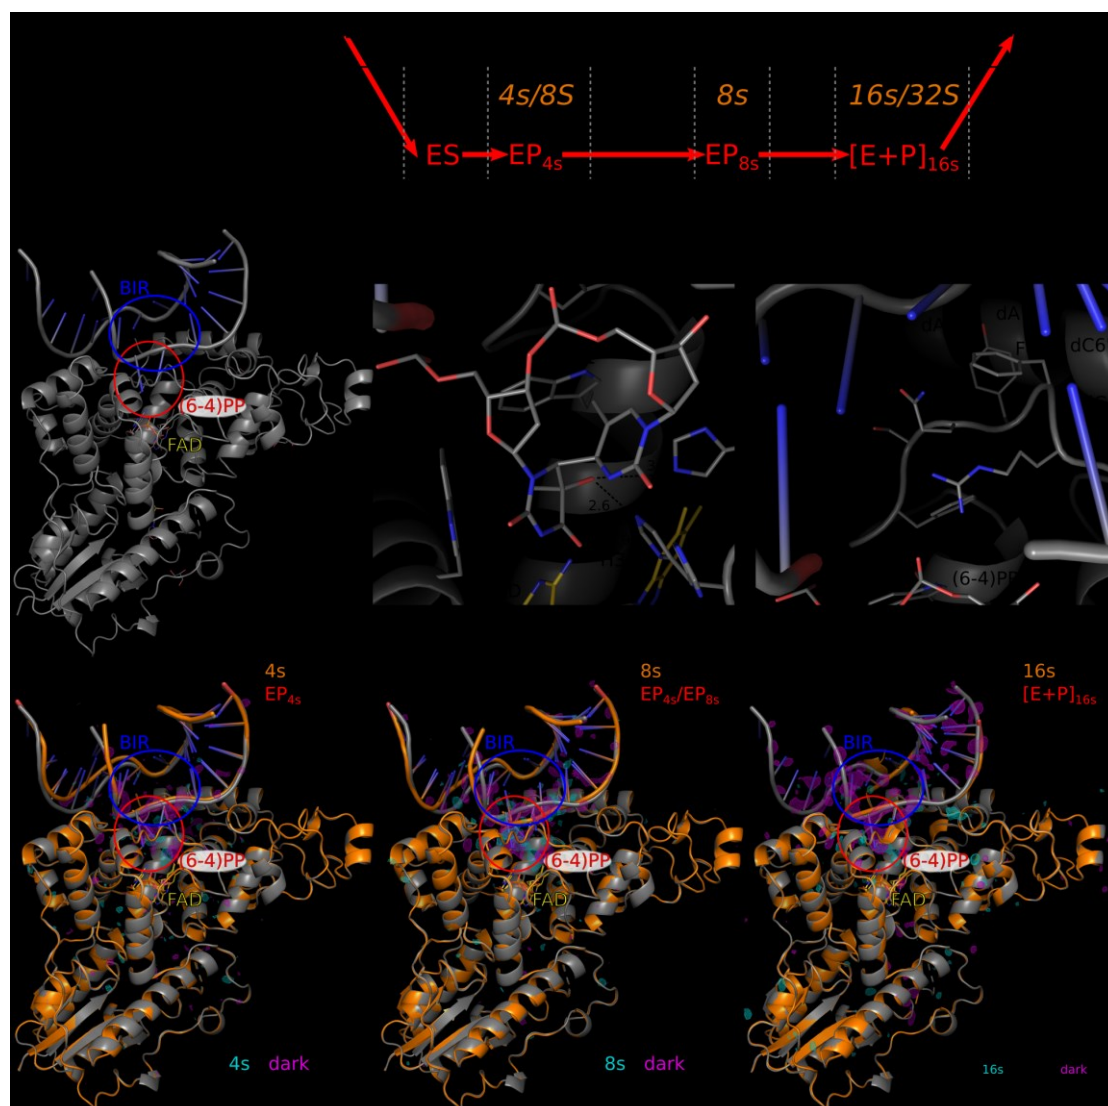 4s/8S 8s 16s/32S
ES EP4s EP8s [E+P]16s
BIR
(6-4)PP
FAD
2.6
dA
dA
F
dC6
(6-4)PP
4s
EP4s
BIR
(6-4)PP
FAD
4s dark
8s
EP4s/EP8s
BIR
(6-4)PP
FAD
8s dark
16s
[E+P]16s
BIR
(6-4)PP
FAD
16s dark